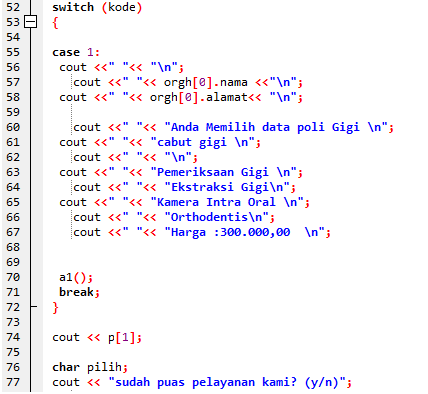 52 switch (kode)
53 {
54
55 case 1:
56 cout <<" "<< "\n";
57 cout <<" "<< orgh[0].nama <<"\n";
58 cout <<" "<< orgh[0].alamat<< "\n";
59
60 cout <<" "<< "Anda Memilih data poli Gigi \n";
61 cout <<" "<< "cabut gigi \n";
62 cout <<" "<< "\n";
63 cout <<" "<< "Pemeriksaan Gigi \n";
64 cout <<" "<< "Ekstraksi Gigi\n";
65 cout <<" "<< "Kamera Intra Oral \n";
66 cout <<" "<< "Orthodentis\n";
67 cout <<" "<< "Harga :300.000,00  \n";
68
69
70 a1();
71 break;
72 }
73
74 cout << p[1];
75
76 char pilih;
77 cout << "sudah puas pelayanan kami? (y/n)";